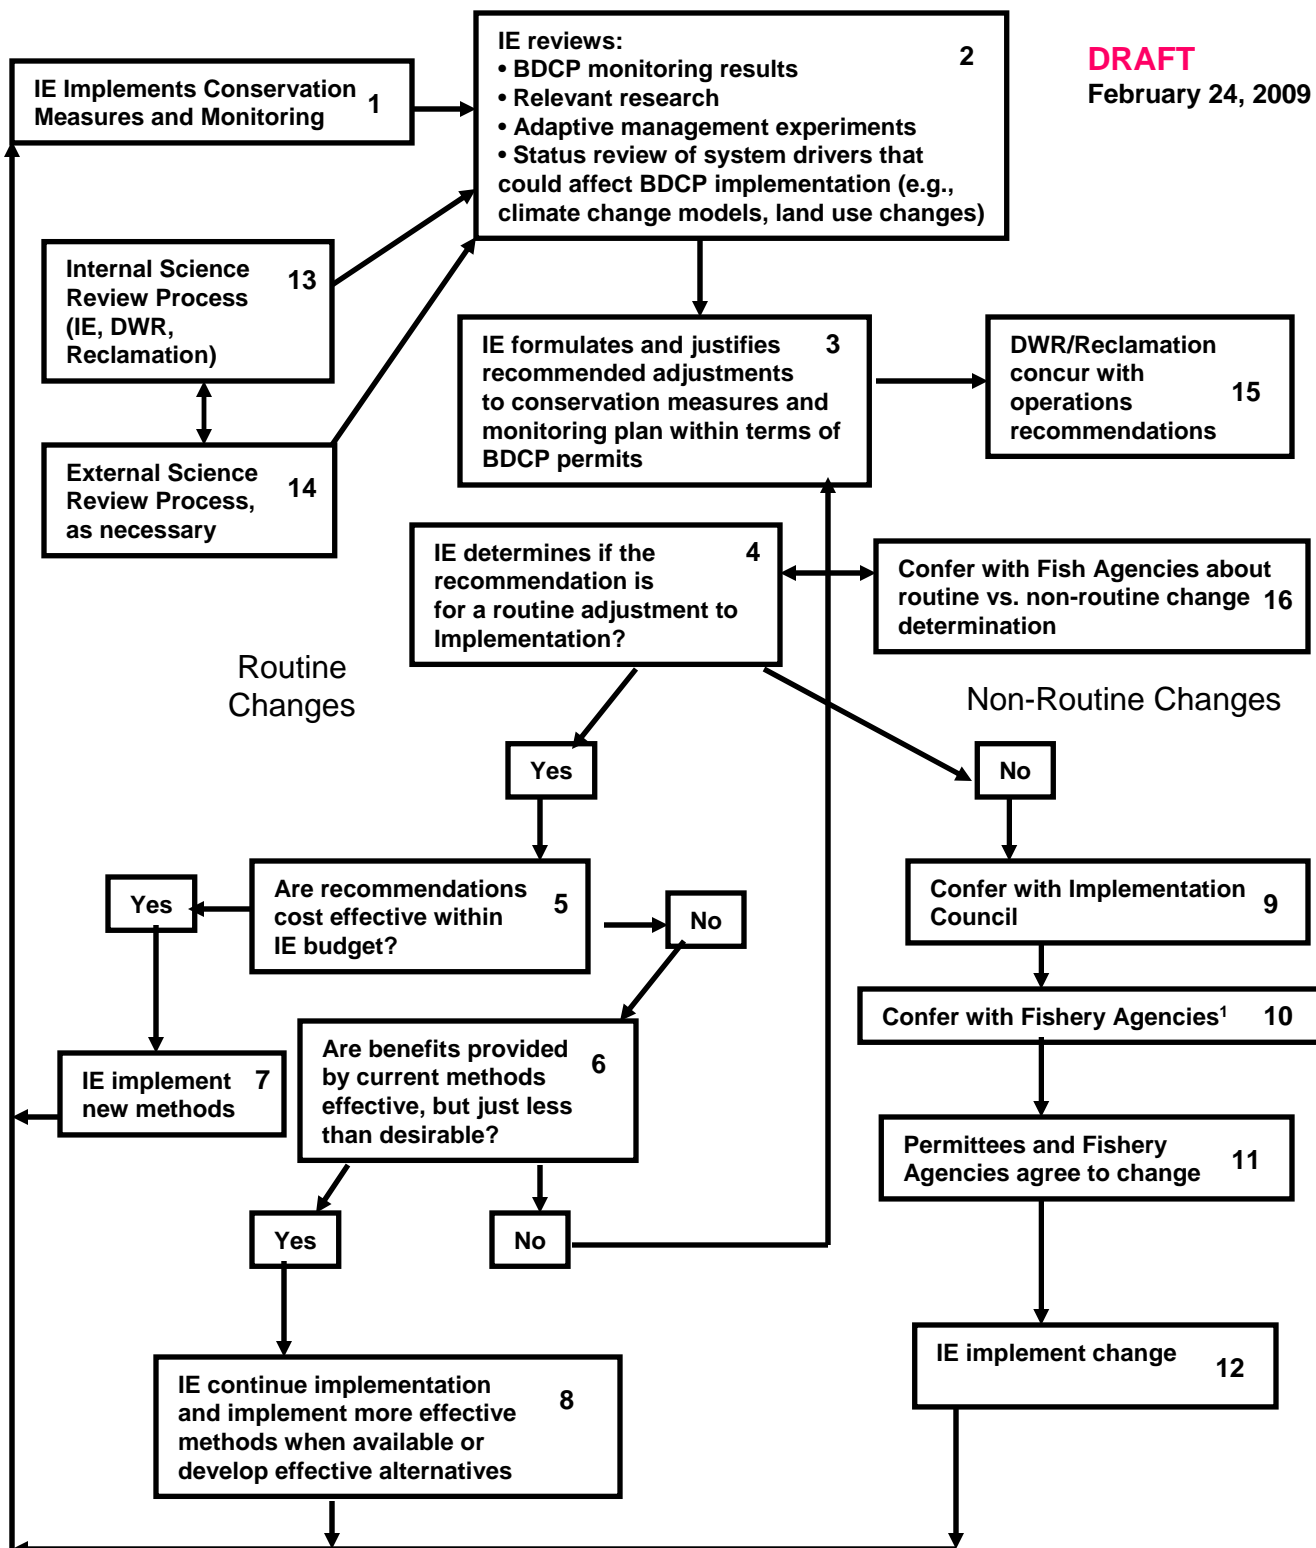 DRAFT
February 24, 2009
IE Implements Conservation
Measures and Monitoring
1
IE reviews:
2
• BDCP monitoring results
• Relevant research
• Adaptive management experiments
• Status review of system drivers that
could affect BDCP implementation (e.g.,
climate change models, land use changes)
Internal Science
Review Process
(IE, DWR,
Reclamation)
13
External Science
Review Process,
as necessary
14
IE formulates and justifies
recommended adjustments
to conservation measures and
monitoring plan within terms of
BDCP permits
3
DWR/Reclamation
concur with
operations
recommendations
15
IE determines if the
recommendation is
for a routine adjustment to
Implementation?
4
Confer with Fish Agencies about
routine vs. non-routine change
determination
16
Routine
Changes
Non-Routine Changes
Yes
No
Are recommendations
cost effective within
IE budget?
5
Yes
No
Confer with Implementation
Council
9
Confer with Fishery Agencies¹
10
Are benefits provided
by current methods
effective, but just less
than desirable?
6
IE implement
new methods
7
Permittees and Fishery
Agencies agree to change
11
Yes
No
IE implement change
12
IE continue implementation
and implement more effective
methods when available or
develop effective alternatives
8